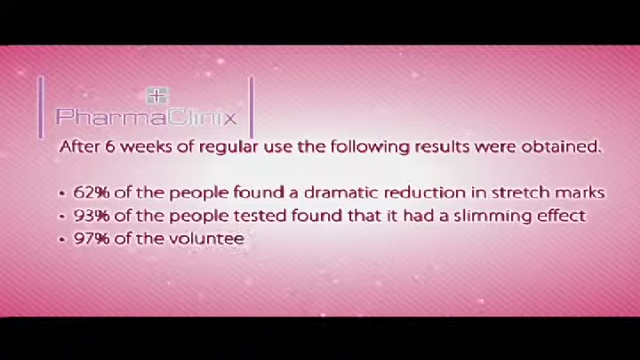 PharmaClinix
After 6 weeks of regular use the following results were obtained.
• 62% of the people found a dramatic reduction in stretch marks
• 93% of the people tested found that it had a slimming effect
• 97% of the voluntee